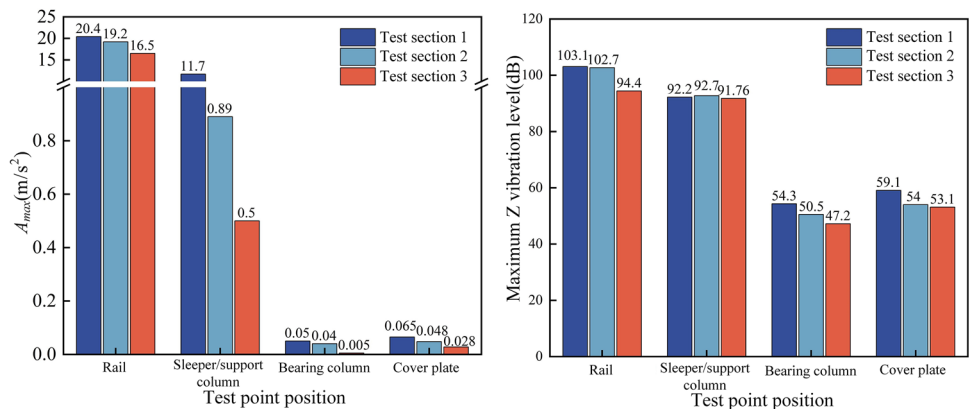 25
20
15
0.8
0.6
0.4
0.2
0.0
A_max(m/s²)
20.4
19.2
16.5
11.7
0.89
0.5
0.05
0.04
0.005
0.065
0.048
0.028
Test section 1
Test section 2
Test section 3
Rail
Sleeper/support
column
Bearing column
Cover plate
Test point position
120
100
80
60
40
20
0
Maximum Z vibration level(dB)
103.1
102.7
94.4
92.2
92.7
91.76
54.3
50.5
47.2
59.1
54
53.1
Test section 1
Test section 2
Test section 3
Rail
Sleeper/support
column
Bearing column
Cover plate
Test point position